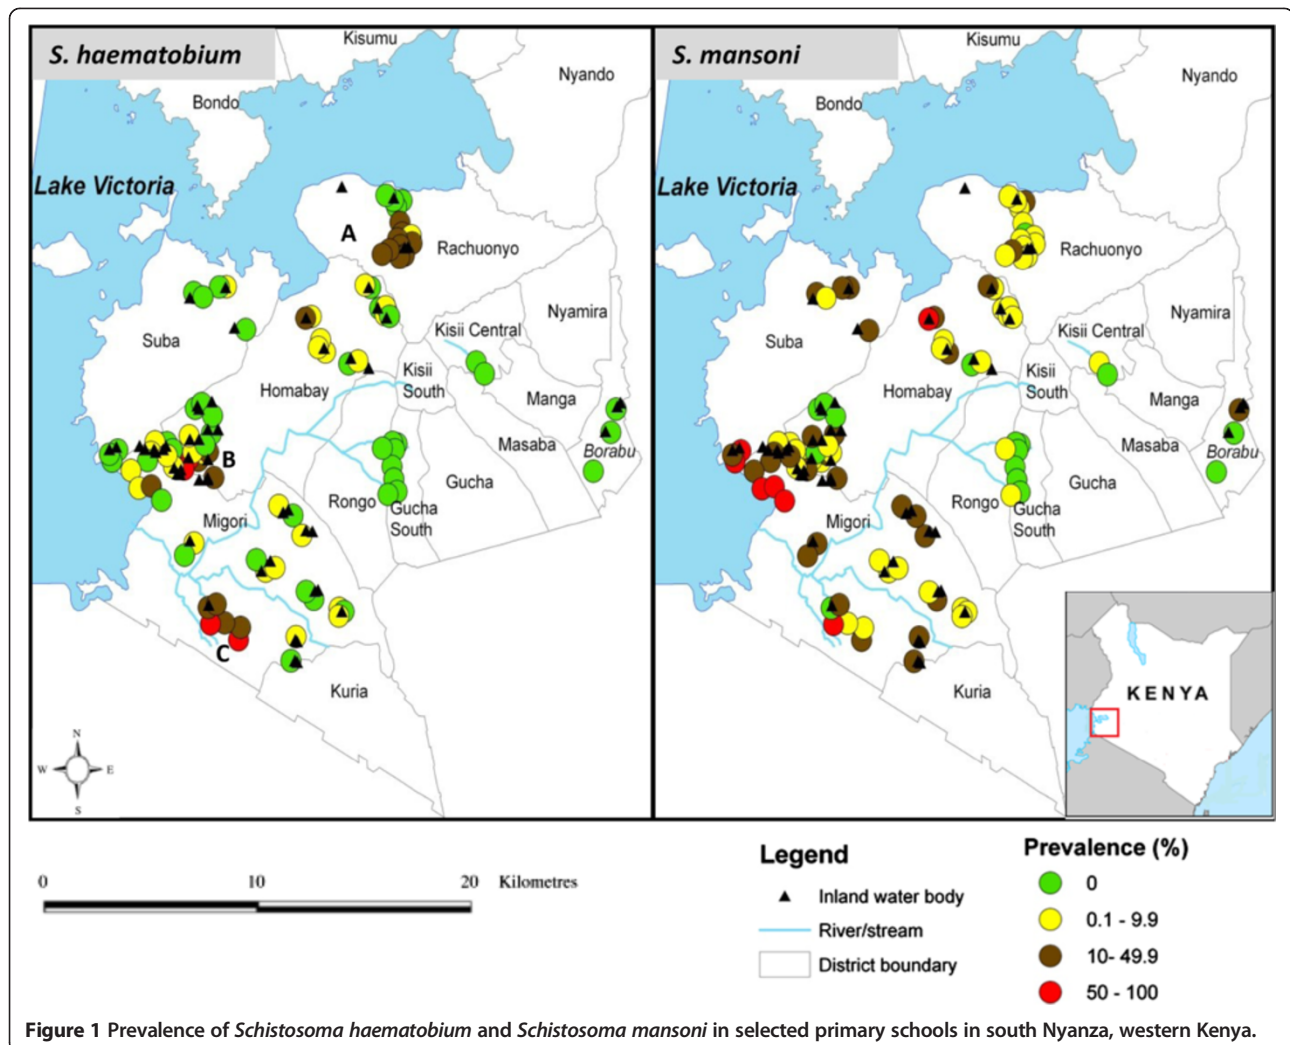 S. haematobium
Kisumu
Nyando
Bondo
Lake Victoria
A
Rachuonyo
Nyamira
Kisii Central
Suba
Homabay
Kisii
South
Manga
Masaba
Borabu
B
Gucha
Rongo
Gucha
South
Migori
C
Kuria
N
W
E
S
S. mansoni
Kisumu
Nyando
Bondo
Lake Victoria
Rachuonyo
Nyamira
Kisii Central
Suba
Homabay
Kisii
South
Manga
Masaba
Borabu
Gucha
Rongo
Gucha
South
Migori
Kuria
KENYA
0 10 20 Kilometres
Legend
Inland water body
River/stream
District boundary
Prevalence (%)
0
0.1 - 9.9
10- 49.9
50 - 100
Figure 1 Prevalence of Schistosoma haematobium and Schistosoma mansoni in selected primary schools in south Nyanza, western Kenya.